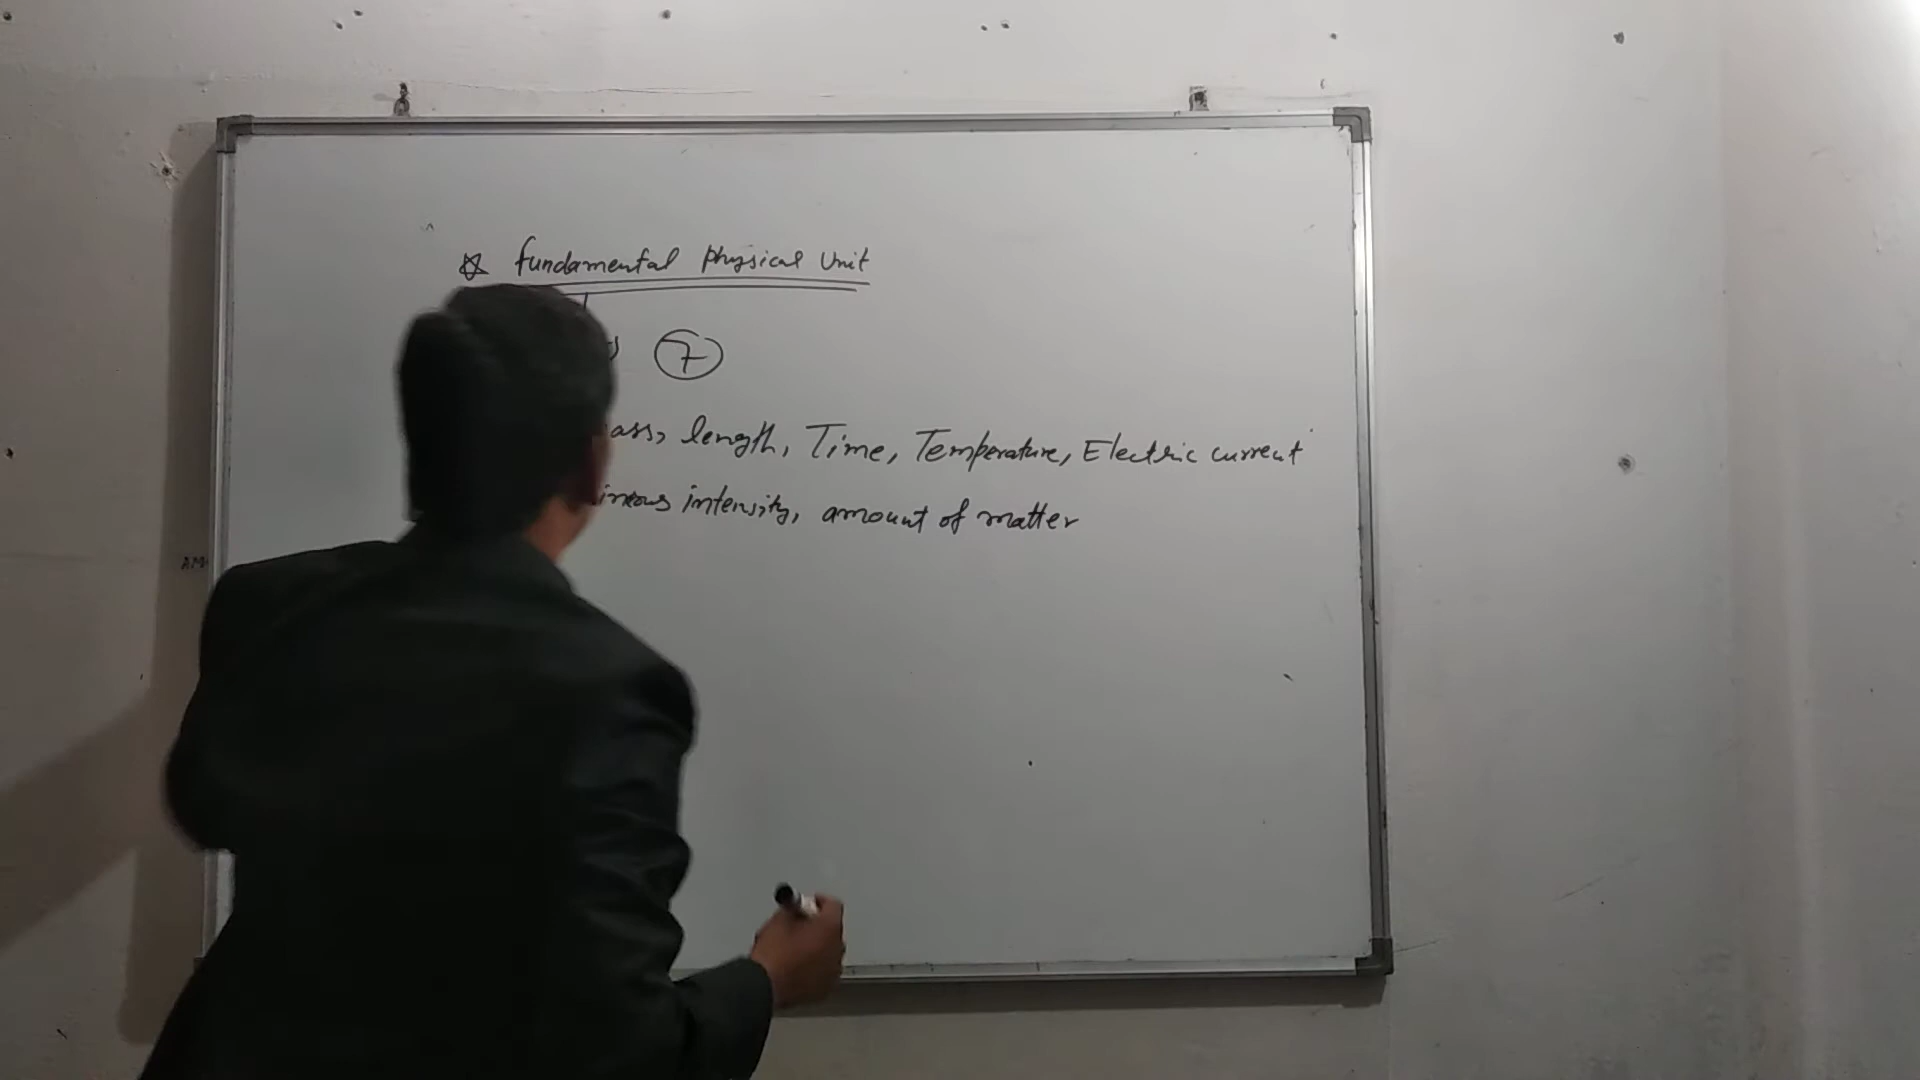 ☆ fundamental physical Unit
7
ass, length, Time, Temperature, Electric current
intensity, amount of matter